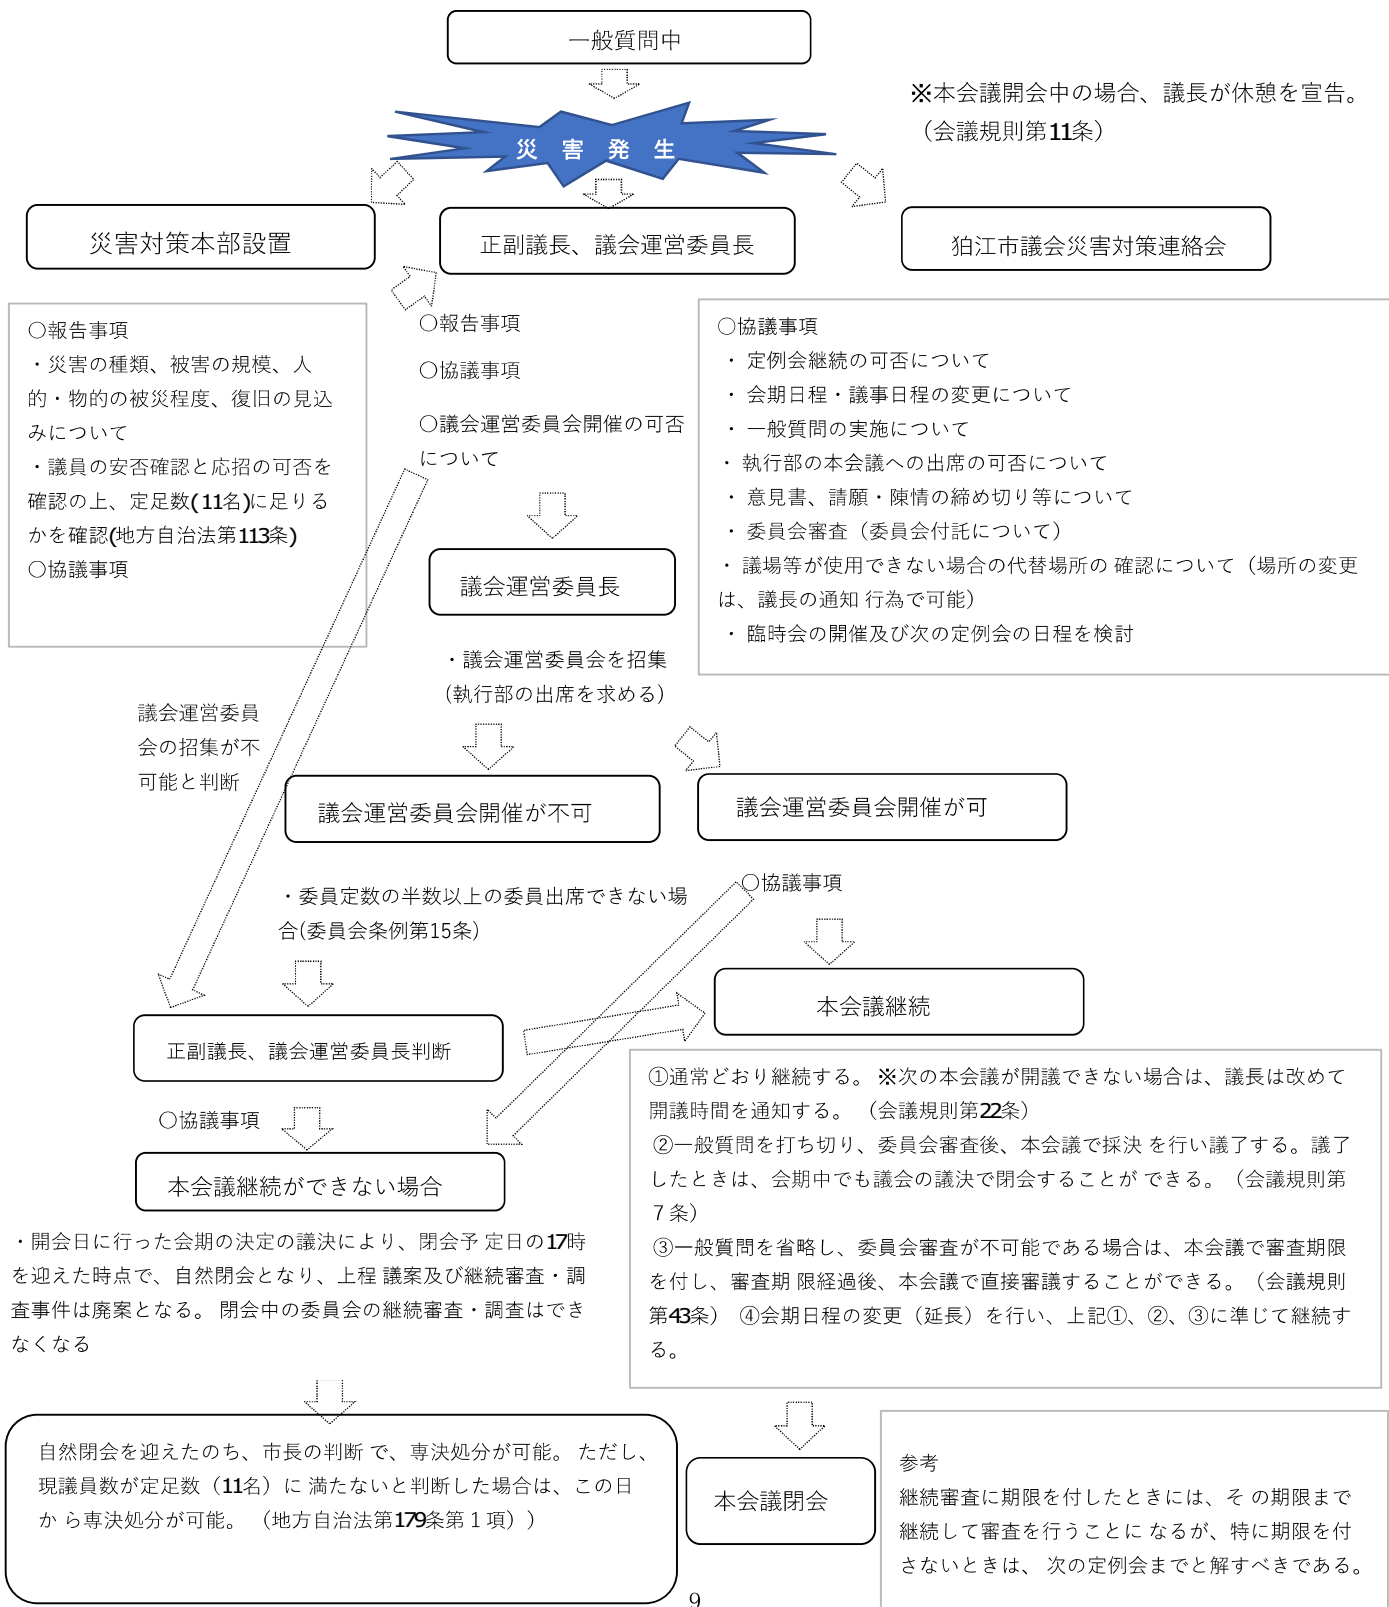 一般質問中
※本会議開会中の場合、議長が休憩を宣告。
（会議規則第11条）
災 害 発 生
災害対策本部設置
正副議長、議会運営委員長
狛江市議会災害対策連絡会
○報告事項
・災害の種類、被害の規模、人
的・物的の被災程度、復旧の見込
みについて
・議員の安否確認と応招の可否を
確認の上、定足数(11名)に足りる
かを確認(地方自治法第113条)
○協議事項
○報告事項
○協議事項
○議会運営委員会開催の可否
について
○協議事項
・ 定例会継続の可否について
・ 会期日程・議事日程の変更について
・ 一般質問の実施について
・ 執行部の本会議への出席の可否について
・ 意見書、請願・陳情の締め切り等について
・ 委員会審査（委員会付託について）
・ 議場等が使用できない場合の代替場所の 確認について（場所の変更
は、議長の通知 行為で可能）
・ 臨時会の開催及び次の定例会の日程を検討
議会運営委員長
・議会運営委員会を招集
（執行部の出席を求める）
議会運営委員
会の招集が不
可能と判断
議会運営委員会開催が不可
議会運営委員会開催が可
・委員定数の半数以上の委員出席できない場
合(委員会条例第15条）
○協議事項
本会議継続
正副議長、議会運営委員長判断
○協議事項
本会議継続ができない場合
①通常どおり継続する。 ※次の本会議が開議できない場合は、議長は改めて
開議時間を通知する。 （会議規則第22条）
②一般質問を打ち切り、委員会審査後、本会議で採決 を行い議了する。議了
したときは、会期中でも議会の議決で閉会することが できる。（会議規則第
７条）
③一般質問を省略し、委員会審査が不可能である場合は、本会議で審査期限
を付し、審査期 限経過後、本会議で直接審議することができる。（会議規則
第43条） ④会期日程の変更（延長）を行い、上記①、②、③に準じて継続す
る。
・開会日に行った会期の決定の議決により、閉会予 定日の17時
を迎えた時点で、自然閉会となり、上程 議案及び継続審査・調
査事件は廃案となる。 閉会中の委員会の継続審査・調査はでき
なくなる
自然閉会を迎えたのち、市長の判断 で、専決処分が可能。 ただし、
現議員数が定足数（11名）に 満たないと判断した場合は、この日
か ら専決処分が可能。 （地方自治法第179条第１項））
本会議閉会
参考
継続審査に期限を付したときには、そ の期限まで
継続して審査を行うことに なるが、特に期限を付
さないときは、 次の定例会までと解すべきである。
9